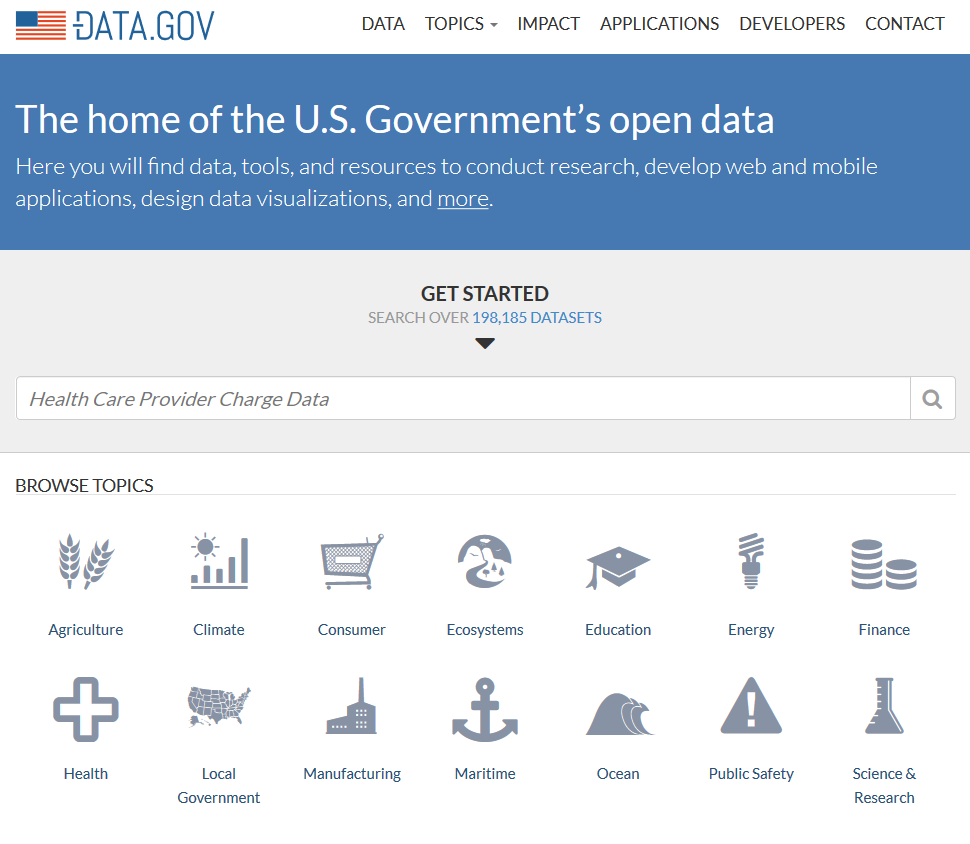 DATA.GOV
DATA TOPICS IMPACT APPLICATIONS DEVELOPERS CONTACT
The home of the U.S. Government’s open data
Here you will find data, tools, and resources to conduct research, develop web and mobile
applications, design data visualizations, and more.
GET STARTED
SEARCH OVER 198,185 DATASETS
Health Care Provider Charge Data
BROWSE TOPICS
Agriculture Climate Consumer Ecosystems Education Energy Finance
Health Local Manufacturing Maritime Ocean Public Safety Science &
Government Research